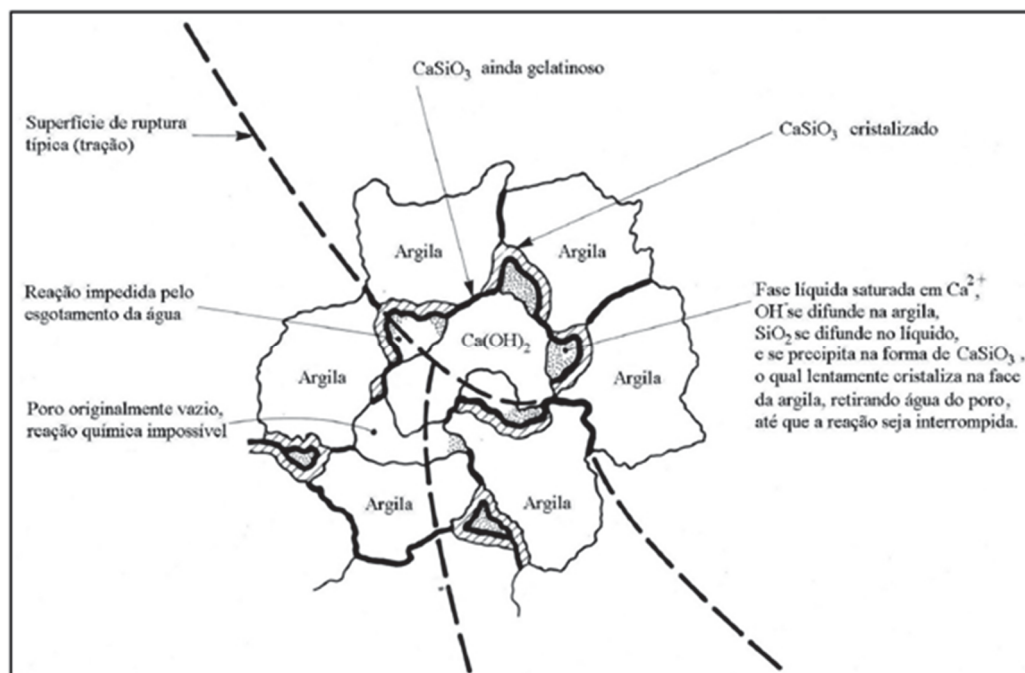 CaSiO₃ ainda gelatinoso
Superfície de ruptura
típica (tração)
CaSiO₃ cristalizado
Argila
Argila
Reação impedida pelo
esgotamento da água
Ca(OH)₂
Fase líquida saturada em Ca²⁺,
OH⁻se difunde na argila,
SiO₂ se difunde no líquido,
e se precipita na forma de CaSiO₃ ,
o qual lentamente cristaliza na face
da argila, retirando água do poro,
até que a reação seja interrompida.
Argila
Argila
Poro originalmente vazio,
reação química impossível
Argila
Argila